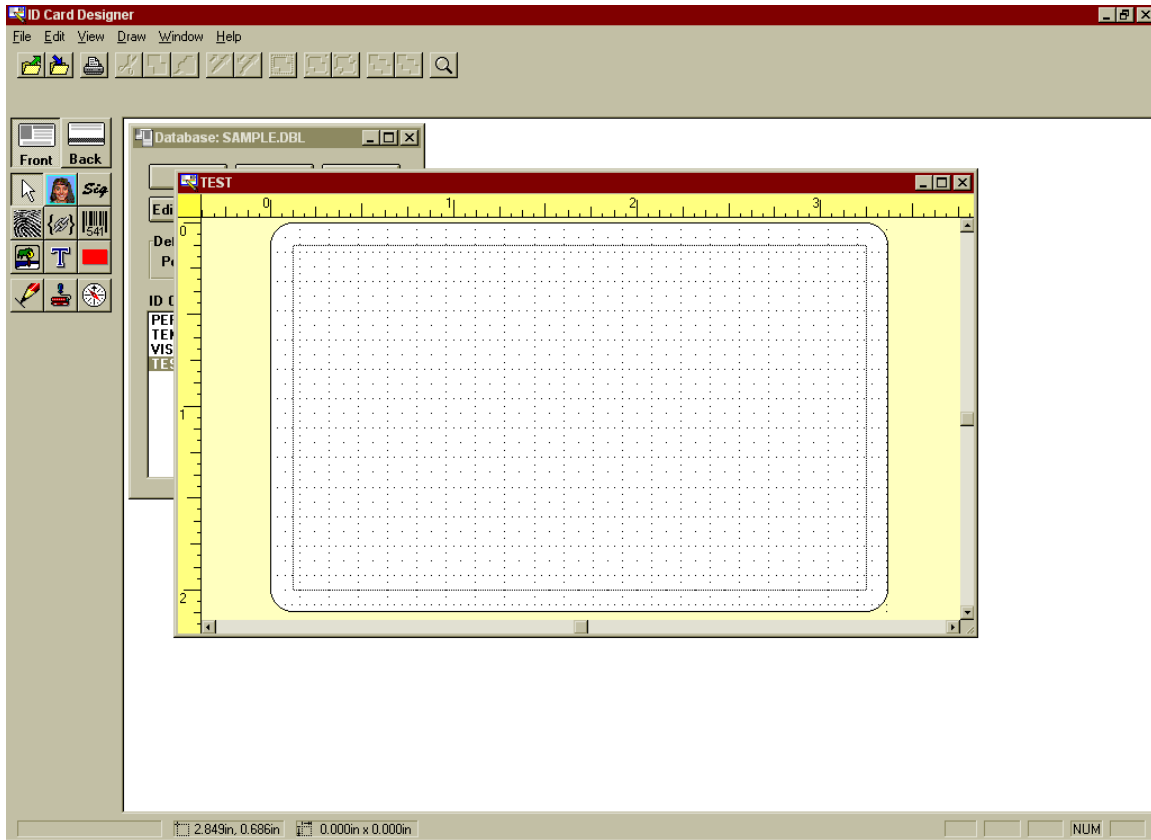 ID Card Designer
File Edit View Draw Window Help
Front Back
Sig
541
T
Database: SAMPLE.DBL
TEST
0 1 2 3
0
1
2
2.849in, 0.686in 0.000in x 0.000in NUM